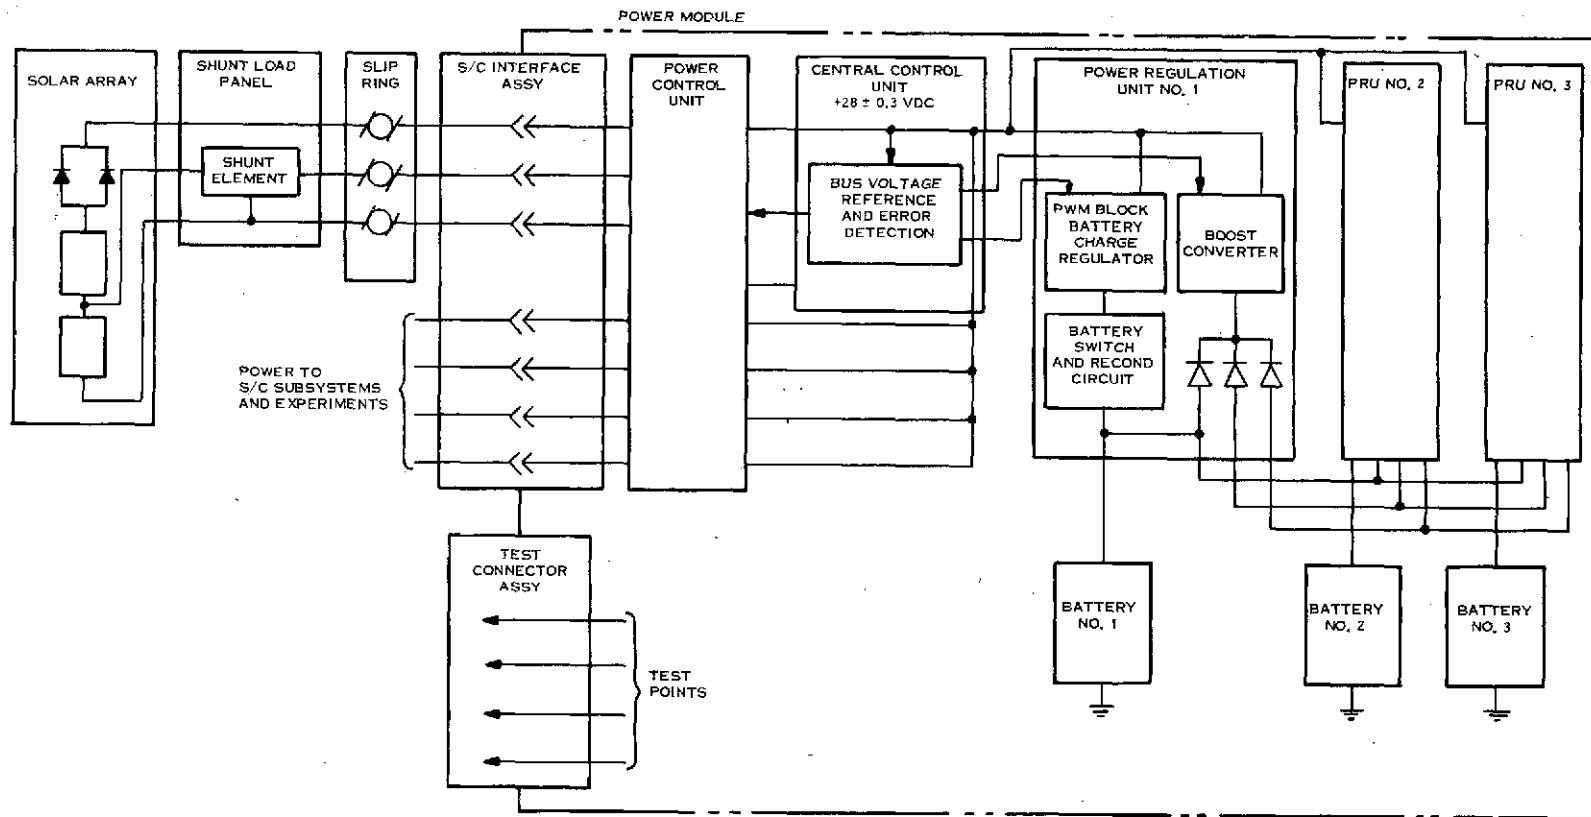 POWER MODULE
SOLAR ARRAY
SHUNT LOAD
PANEL
SLIP
RING
S/C INTERFACE
ASSY
POWER
CONTROL
UNIT
CENTRAL CONTROL
UNIT
+28 ± 0.3 VDC
POWER REGULATION
UNIT NO. 1
PRU NO. 2
PRU NO. 3
SHUNT
ELEMENT
BUS VOLTAGE
REFERENCE
AND ERROR
DETECTION
PWM BLOCK
BATTERY
CHARGE
REGULATOR
BOOST
CONVERTER
BATTERY
SWITCH
AND RECOND
CIRCUIT
POWER TO
S/C SUBSYSTEMS
AND EXPERIMENTS
TEST
CONNECTOR
ASSY
TEST
POINTS
BATTERY
NO. 1
BATTERY
NO. 2
BATTERY
NO. 3